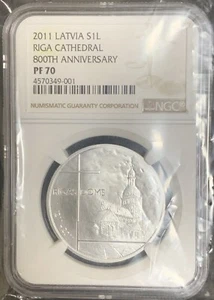 2011 LATVIA S1L
RIGA CATHEDRAL
800TH ANNIVERSARY
PF 70
4570349-001
NUMISMATIC GUARANTY CORPORATION
NGC